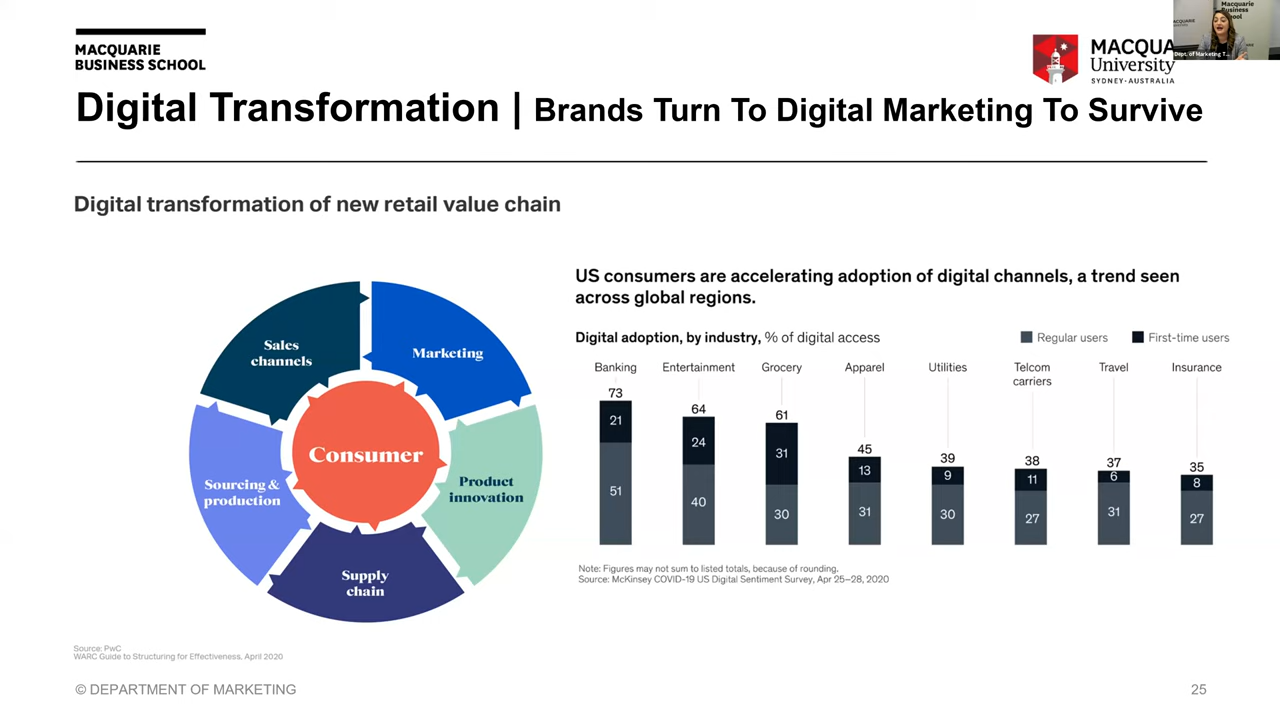 MACQUARIE
BUSINESS SCHOOL
MACQUA
University
SYDNEY·AUSTRALIA
Macquarie
Business
School
Dept. of Marketing T...
Digital Transformation | Brands Turn To Digital Marketing To Survive
Digital transformation of new retail value chain
Sales
channels
Marketing
Consumer
Sourcing &
production
Product
innovation
Supply
chain
US consumers are accelerating adoption of digital channels, a trend seen
across global regions.
Digital adoption, by industry, % of digital access
Regular users
First-time users
Banking Entertainment Grocery Apparel Utilities Telcom carriers Travel Insurance
73 64 61 45 39 38 37 35
21 24 31 13 9 11 6 8
51 40 30 31 30 27 31 27
Note: Figures may not sum to listed totals, because of rounding.
Source: McKinsey COVID-19 US Digital Sentiment Survey, Apr 25–28, 2020
Source: PwC
WARC Guide to Structuring for Effectiveness, April 2020
© DEPARTMENT OF MARKETING
25